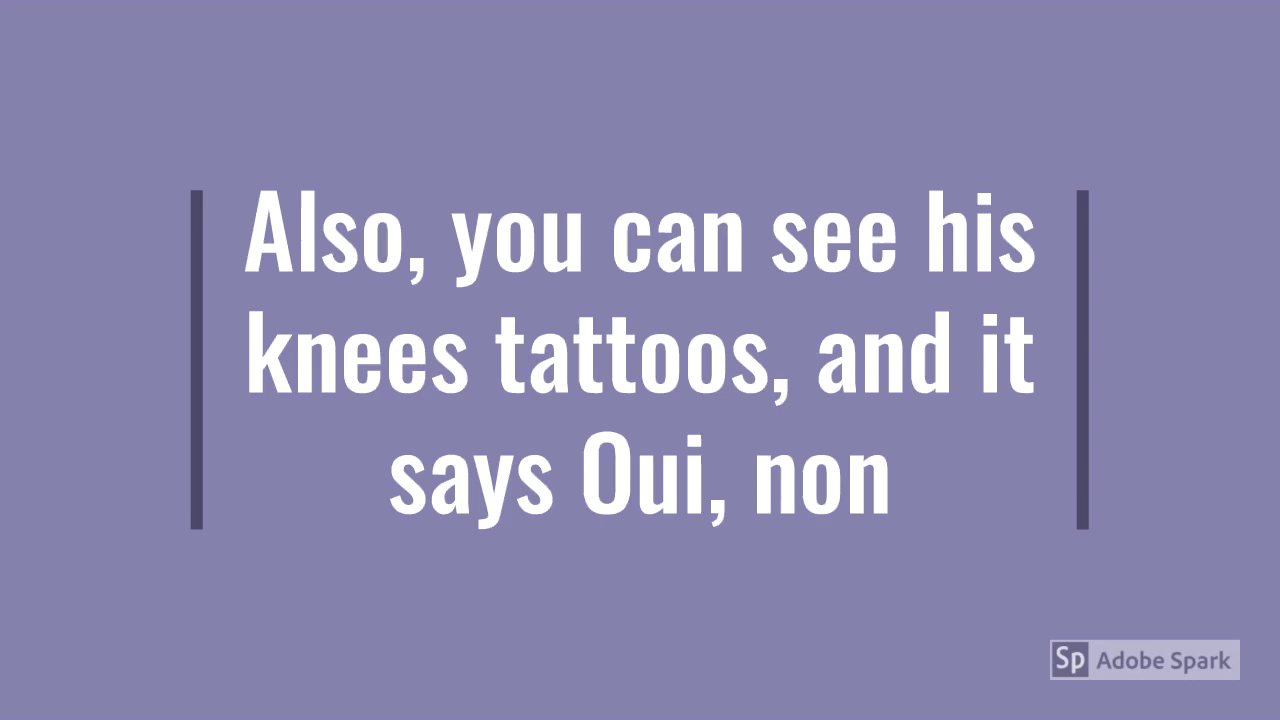 Also, you can see his
knees tattoos, and it
says Oui, non
Sp Adobe Spark